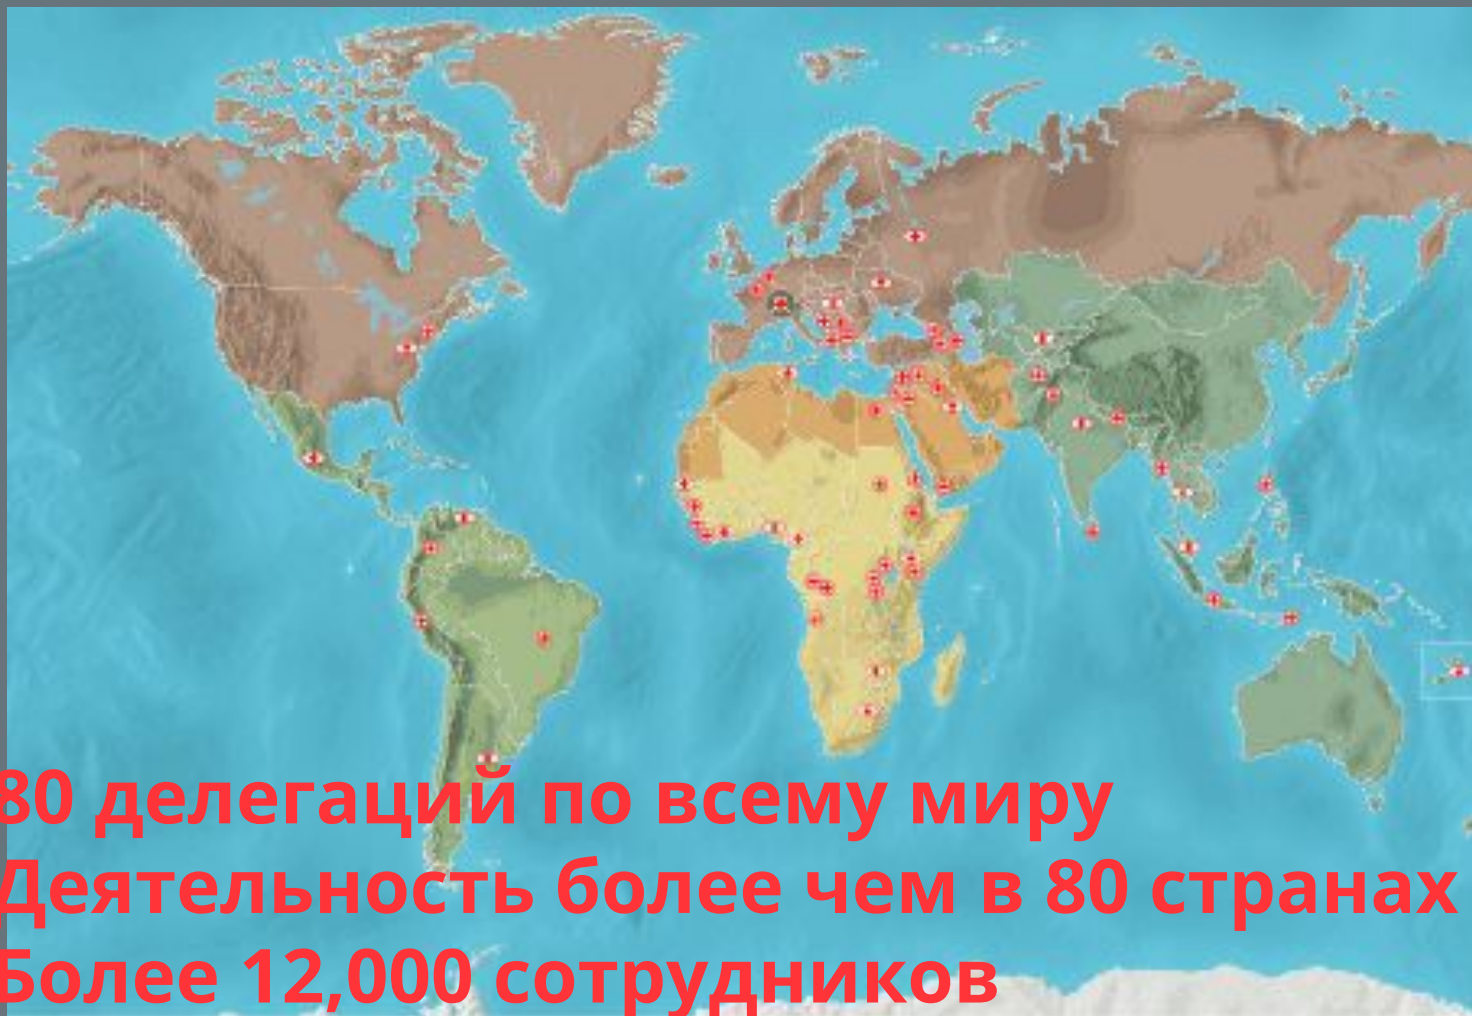 80 делегаций по всему миру
Деятельность более чем в 80 странах
Более 12,000 сотрудников